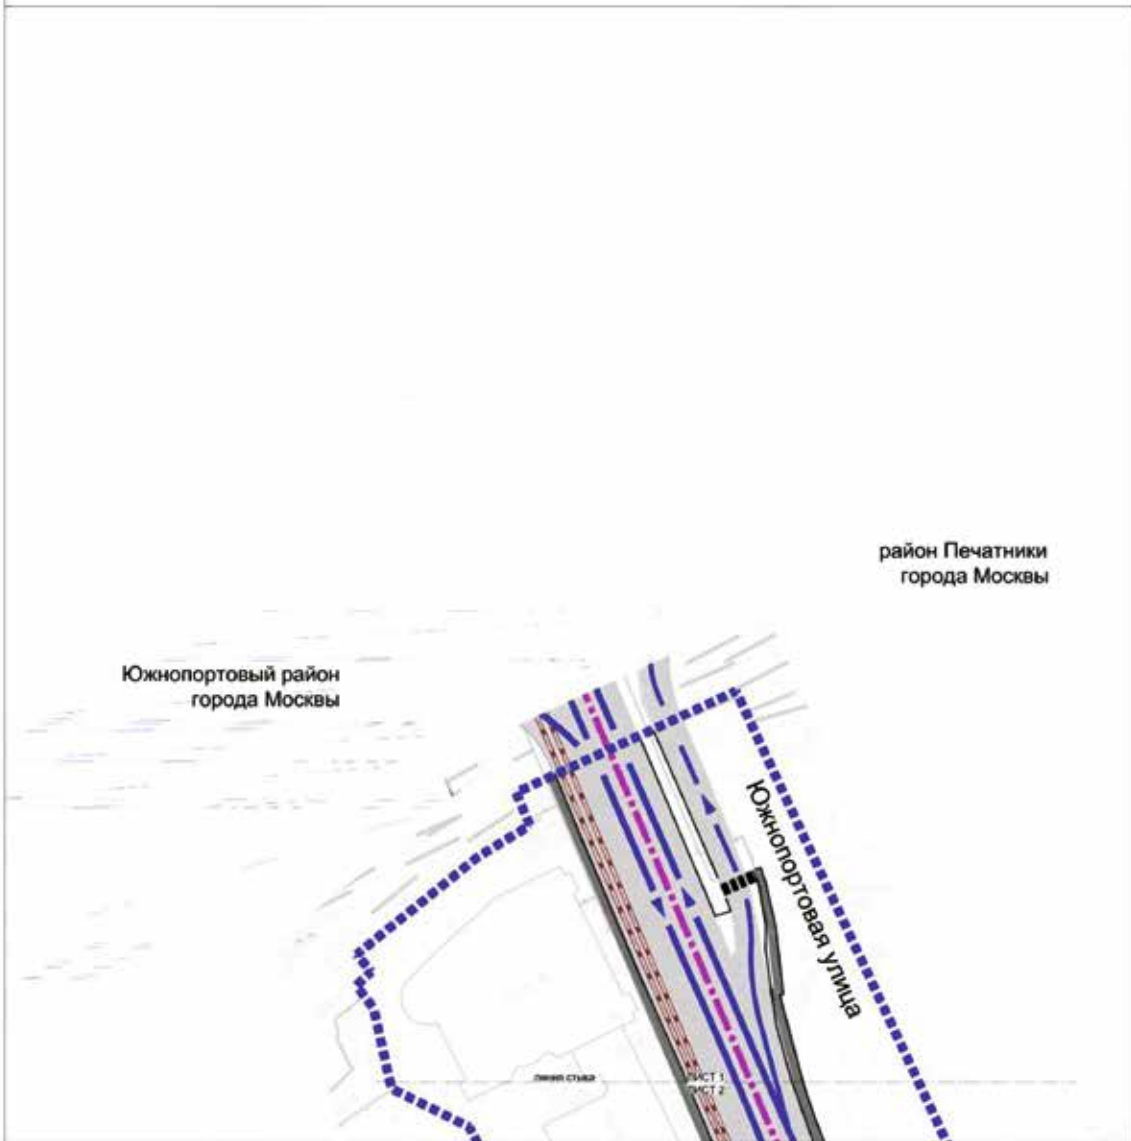 район Печатники
города Москвы
Южнопортовый район
города Москвы
Южнопортовая улица
линия стыка
ЛИСТ 1
ЛИСТ 2